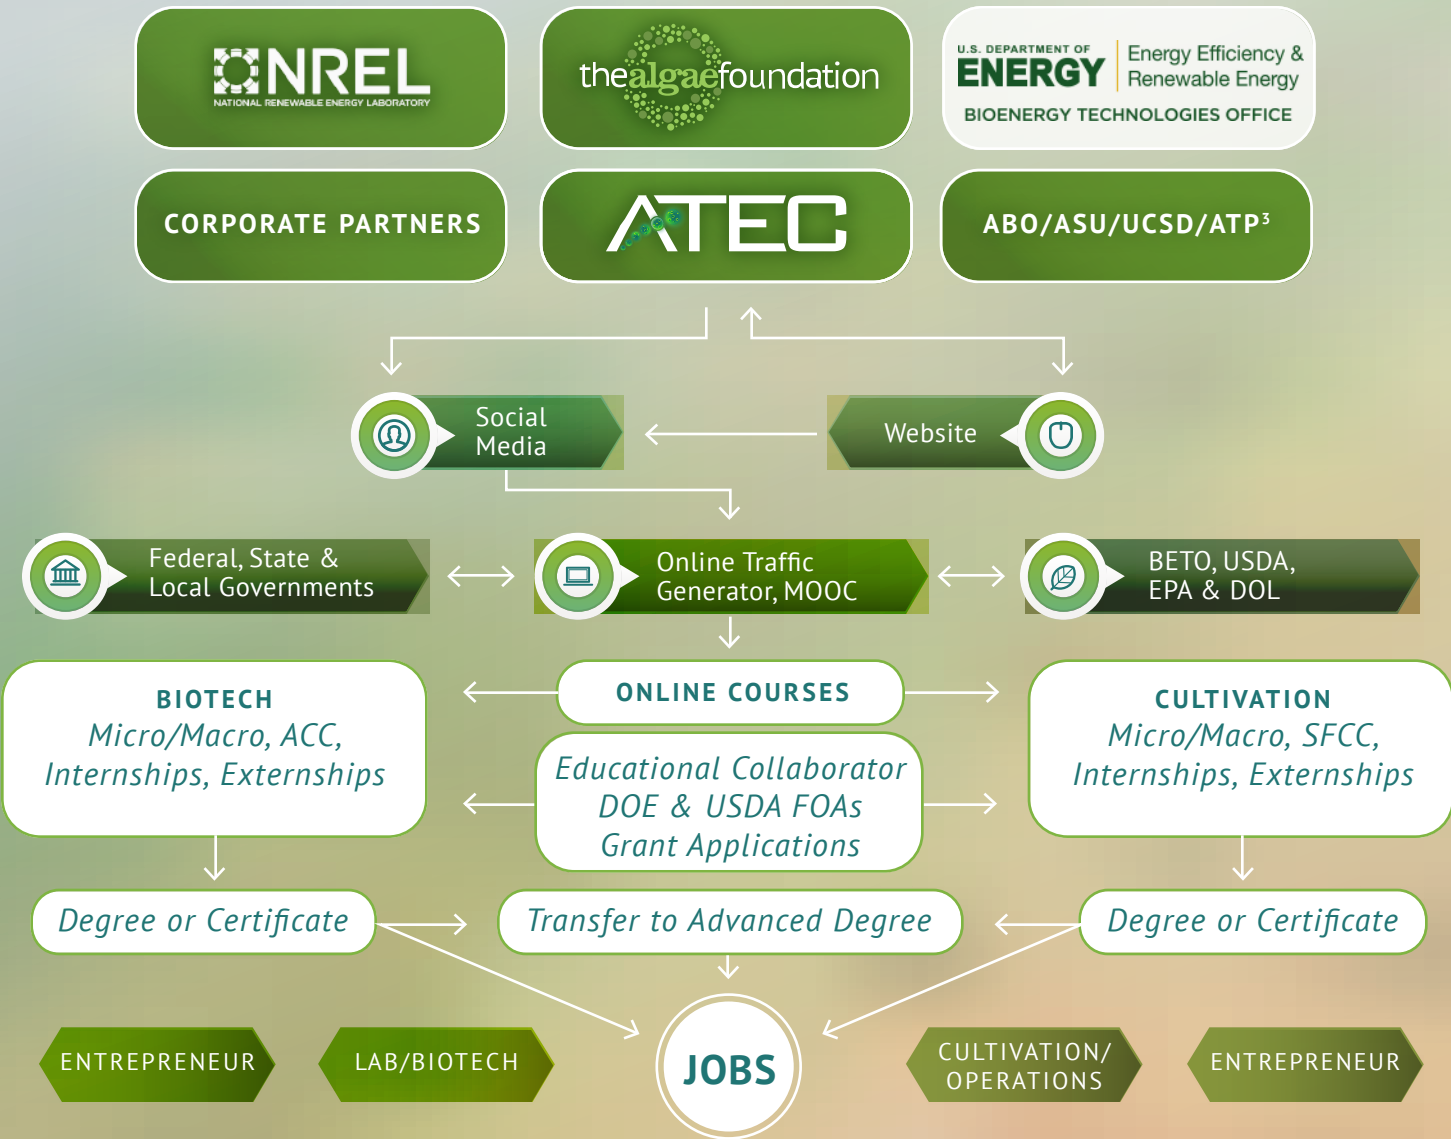 NREL
NATIONAL RENEWABLE ENERGY LABORATORY
thealgaefoundation
U.S. DEPARTMENT OF
ENERGY
Energy Efficiency &
Renewable Energy
BIOENERGY TECHNOLOGIES OFFICE
CORPORATE PARTNERS
ATEC
ABO/ASU/UCSD/ATP³
Social
Media
Website
Federal, State &
Local Governments
Online Traffic
Generator, MOOC
BETO, USDA,
EPA & DOL
BIOTECH
Micro/Macro, ACC,
Internships, Externships
ONLINE COURSES
Educational Collaborator
DOE & USDA FOAs
Grant Applications
CULTIVATION
Micro/Macro, SFCC,
Internships, Externships
Degree or Certificate
Transfer to Advanced Degree
Degree or Certificate
ENTREPRENEUR
LAB/BIOTECH
JOBS
CULTIVATION/
OPERATIONS
ENTREPRENEUR